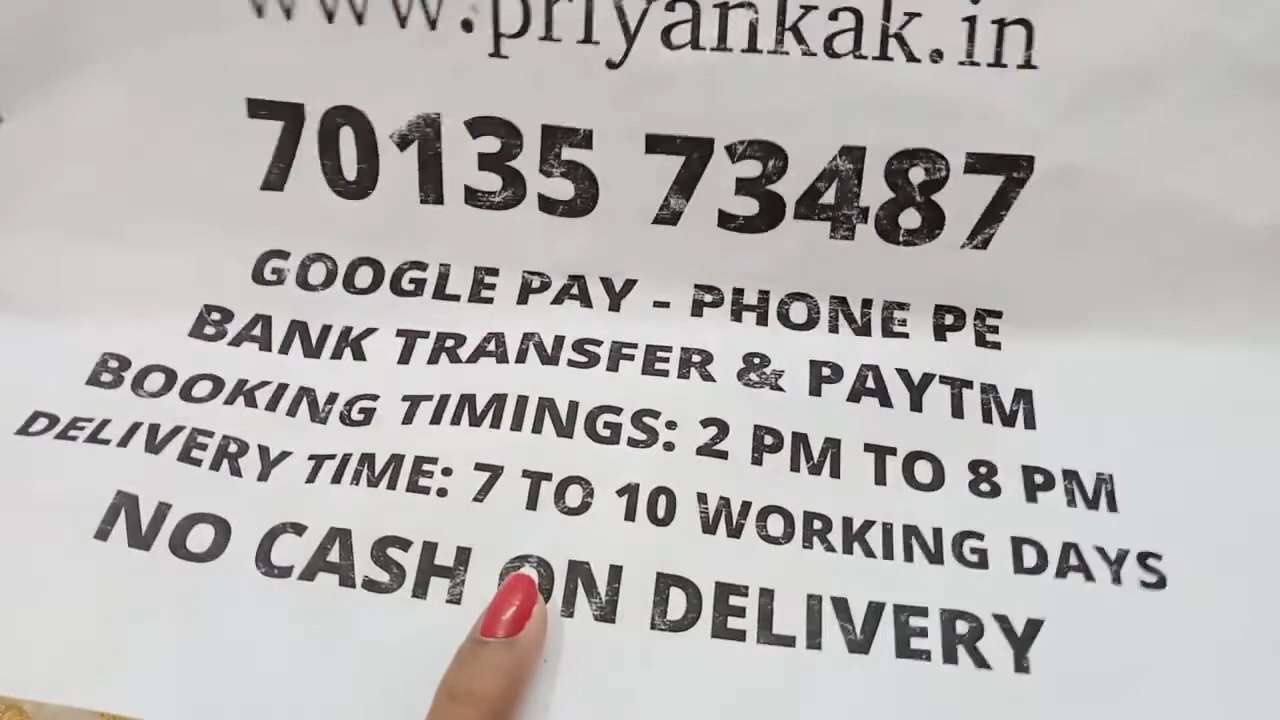 www.priyankak.in
70135 73487
GOOGLE PAY - PHONE PE
BANK TRANSFER & PAYTM
BOOKING TIMINGS: 2 PM TO 8 PM
DELIVERY TIME: 7 TO 10 WORKING DAYS
NO CASH ON DELIVERY